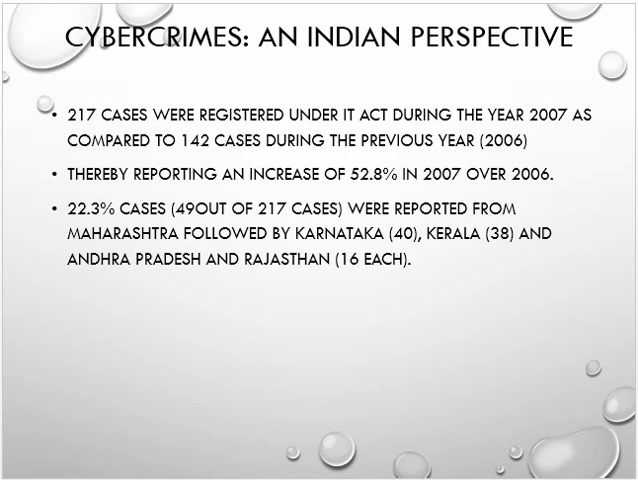 CYBERCRIMES: AN INDIAN PERSPECTIVE
• 217 CASES WERE REGISTERED UNDER IT ACT DURING THE YEAR 2007 AS
COMPARED TO 142 CASES DURING THE PREVIOUS YEAR (2006)
• THEREBY REPORTING AN INCREASE OF 52.8% IN 2007 OVER 2006.
• 22.3% CASES (49OUT OF 217 CASES) WERE REPORTED FROM
MAHARASHTRA FOLLOWED BY KARNATAKA (40), KERALA (38) AND
ANDHRA PRADESH AND RAJASTHAN (16 EACH).